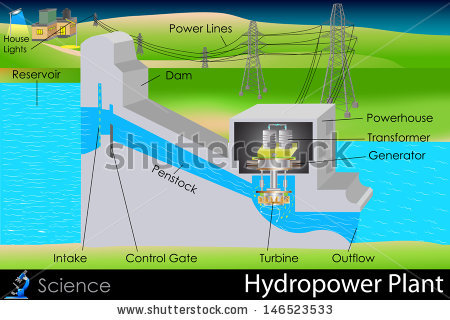 House
Lights
Power Lines
Reservoir
Dam
Powerhouse
Transformer
Generator
Penstock
Intake
Control Gate
Turbine
Outflow
Science
Hydropower Plant
shutterstock
www.shutterstock.com · 146523533